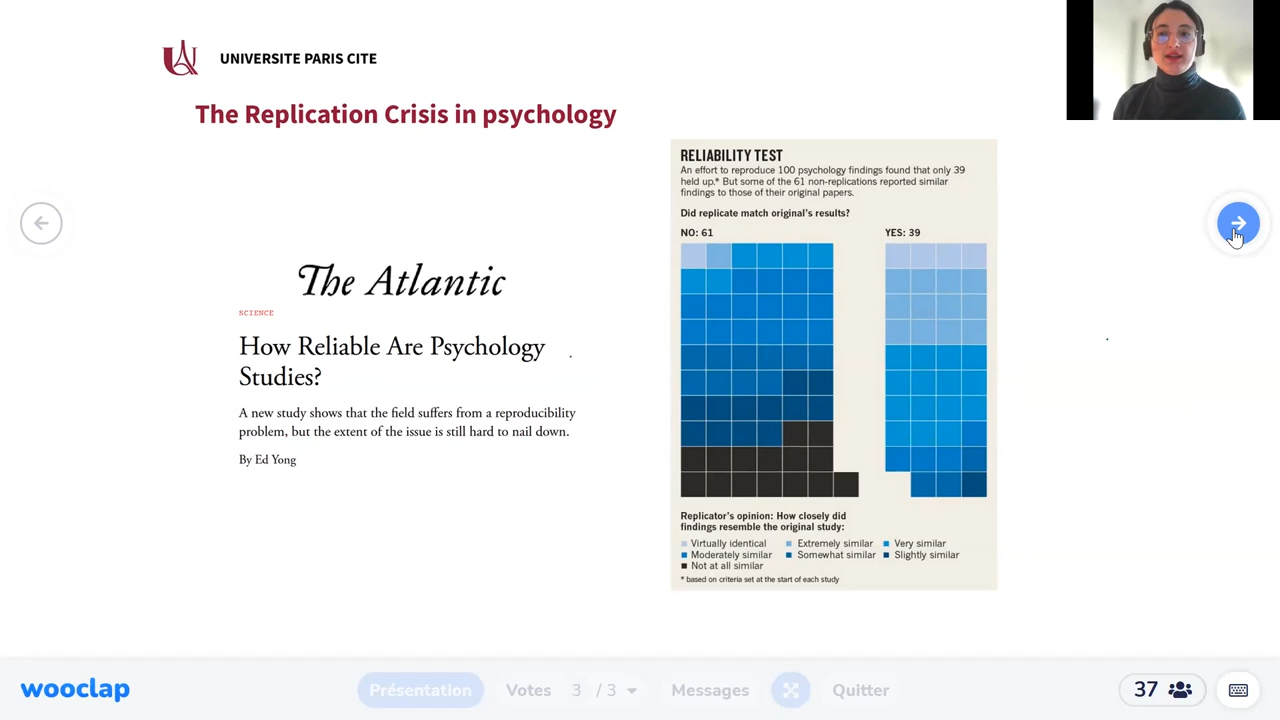 UNIVERSITE PARIS CITE
The Replication Crisis in psychology
The Atlantic
SCIENCE
How Reliable Are Psychology
Studies?
A new study shows that the field suffers from a reproducibility
problem, but the extent of the issue is still hard to nail down.
By Ed Yong
RELIABILITY TEST
An effort to reproduce 100 psychology findings found that only 39
held up.* But some of the 61 non-replications reported similar
findings to those of their original papers.
Did replicate match original's results?
NO: 61
YES: 39
Replicator's opinion: How closely did
findings resemble the original study:
Virtually identical Extremely similar Very similar
Moderately similar Somewhat similar Slightly similar
Not at all similar
* based on criteria set at the start of each study
wooclap Présentation Votes 3 / 3 Messages Quitter 37